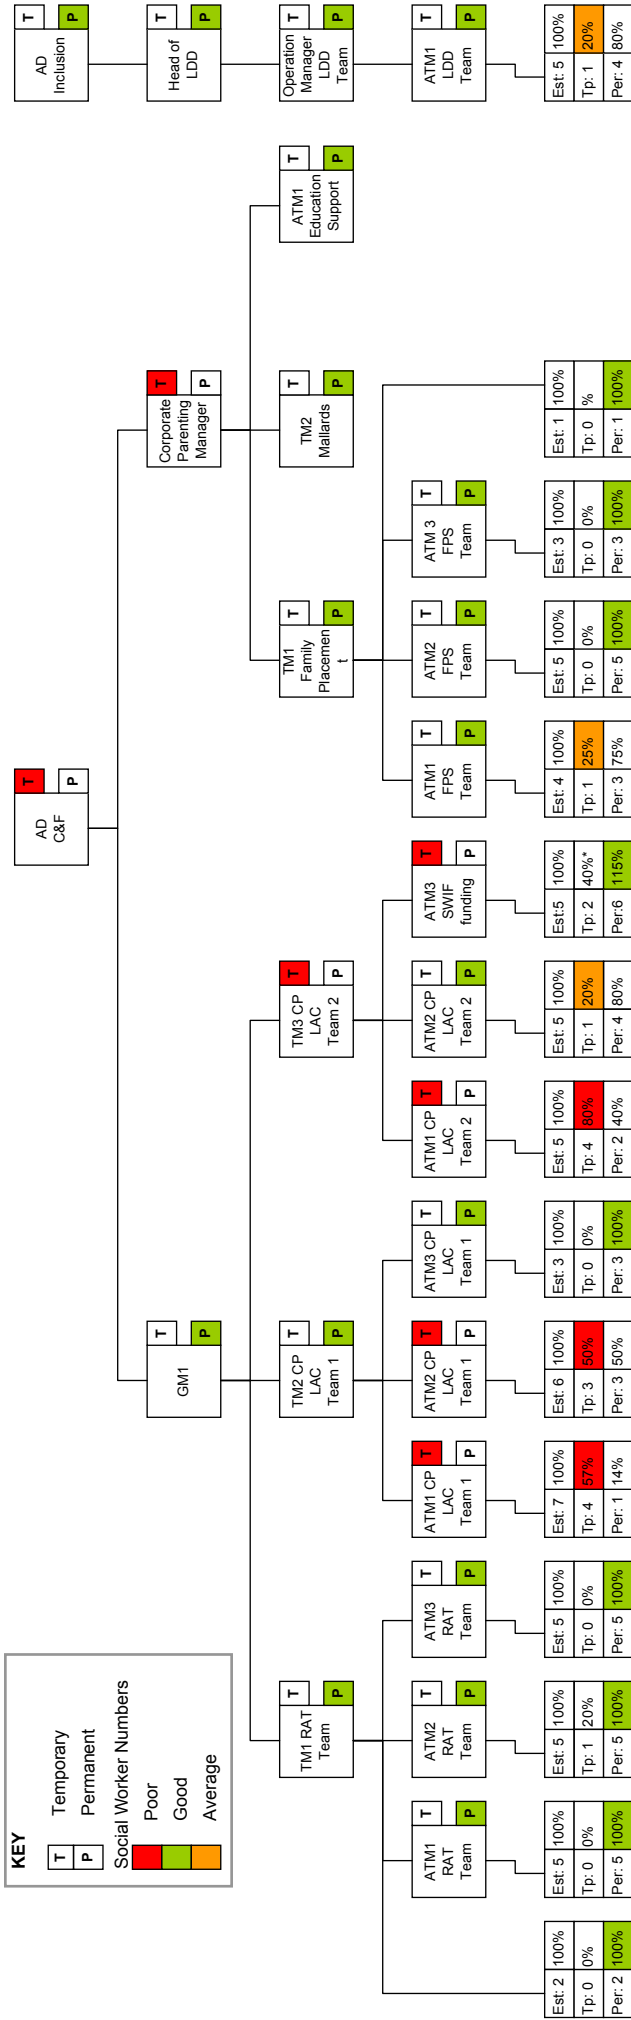 KEY
T Temporary
P Permanent
Social Worker Numbers
Poor
Good
Average
AD
C&F
T
P
AD
Inclusion
T
P
GM1
T
P
Corporate
Parenting
Manager
T
P
Head of
LDD
T
P
TM1 RAT
Team
T
P
TM2 CP
LAC
Team 1
T
P
TM3 CP
LAC
Team 2
T
P
TM1
Family
Placemen
t
T
P
TM2
Mallards
T
P
ATM1
Education
Support
T
P
Operation
Manager
LDD
Team
T
P
ATM1
RAT
Team
T
P
ATM2
RAT
Team
T
P
ATM3
RAT
Team
T
P
ATM1 CP
LAC
Team 1
T
P
ATM2 CP
LAC
Team 1
T
P
ATM3 CP
LAC
Team 1
T
P
ATM1 CP
LAC
Team 2
T
P
ATM2 CP
LAC
Team 2
T
P
ATM3
SWIF
funding
T
P
ATM1
FPS
Team
T
P
ATM2
FPS
Team
T
P
ATM 3
FPS
Team
T
P
ATM1
LDD
Team
T
P
Est: 2 100%
Tp: 0 0%
Per: 2 100%
Est: 5 100%
Tp: 0 0%
Per: 5 100%
Est: 5 100%
Tp: 1 20%
Per: 5 100%
Est: 5 100%
Tp: 0 0%
Per: 5 100%
Est: 7 100%
Tp: 4 57%
Per: 1 14%
Est: 6 100%
Tp: 3 50%
Per: 3 50%
Est: 3 100%
Tp: 0 0%
Per: 3 100%
Est: 5 100%
Tp: 4 80%
Per: 2 40%
Est: 5 100%
Tp: 1 20%
Per: 4 80%
Est:5 100%
Tp: 2 40%*
Per:6 115%
Est: 4 100%
Tp: 1 25%
Per: 3 75%
Est: 5 100%
Tp: 0 0%
Per: 5 100%
Est: 3 100%
Tp: 0 0%
Per: 3 100%
Est: 1 100%
Tp: 0 %
Per: 1 100%
Est: 5 100%
Tp: 1 20%
Per: 4 80%